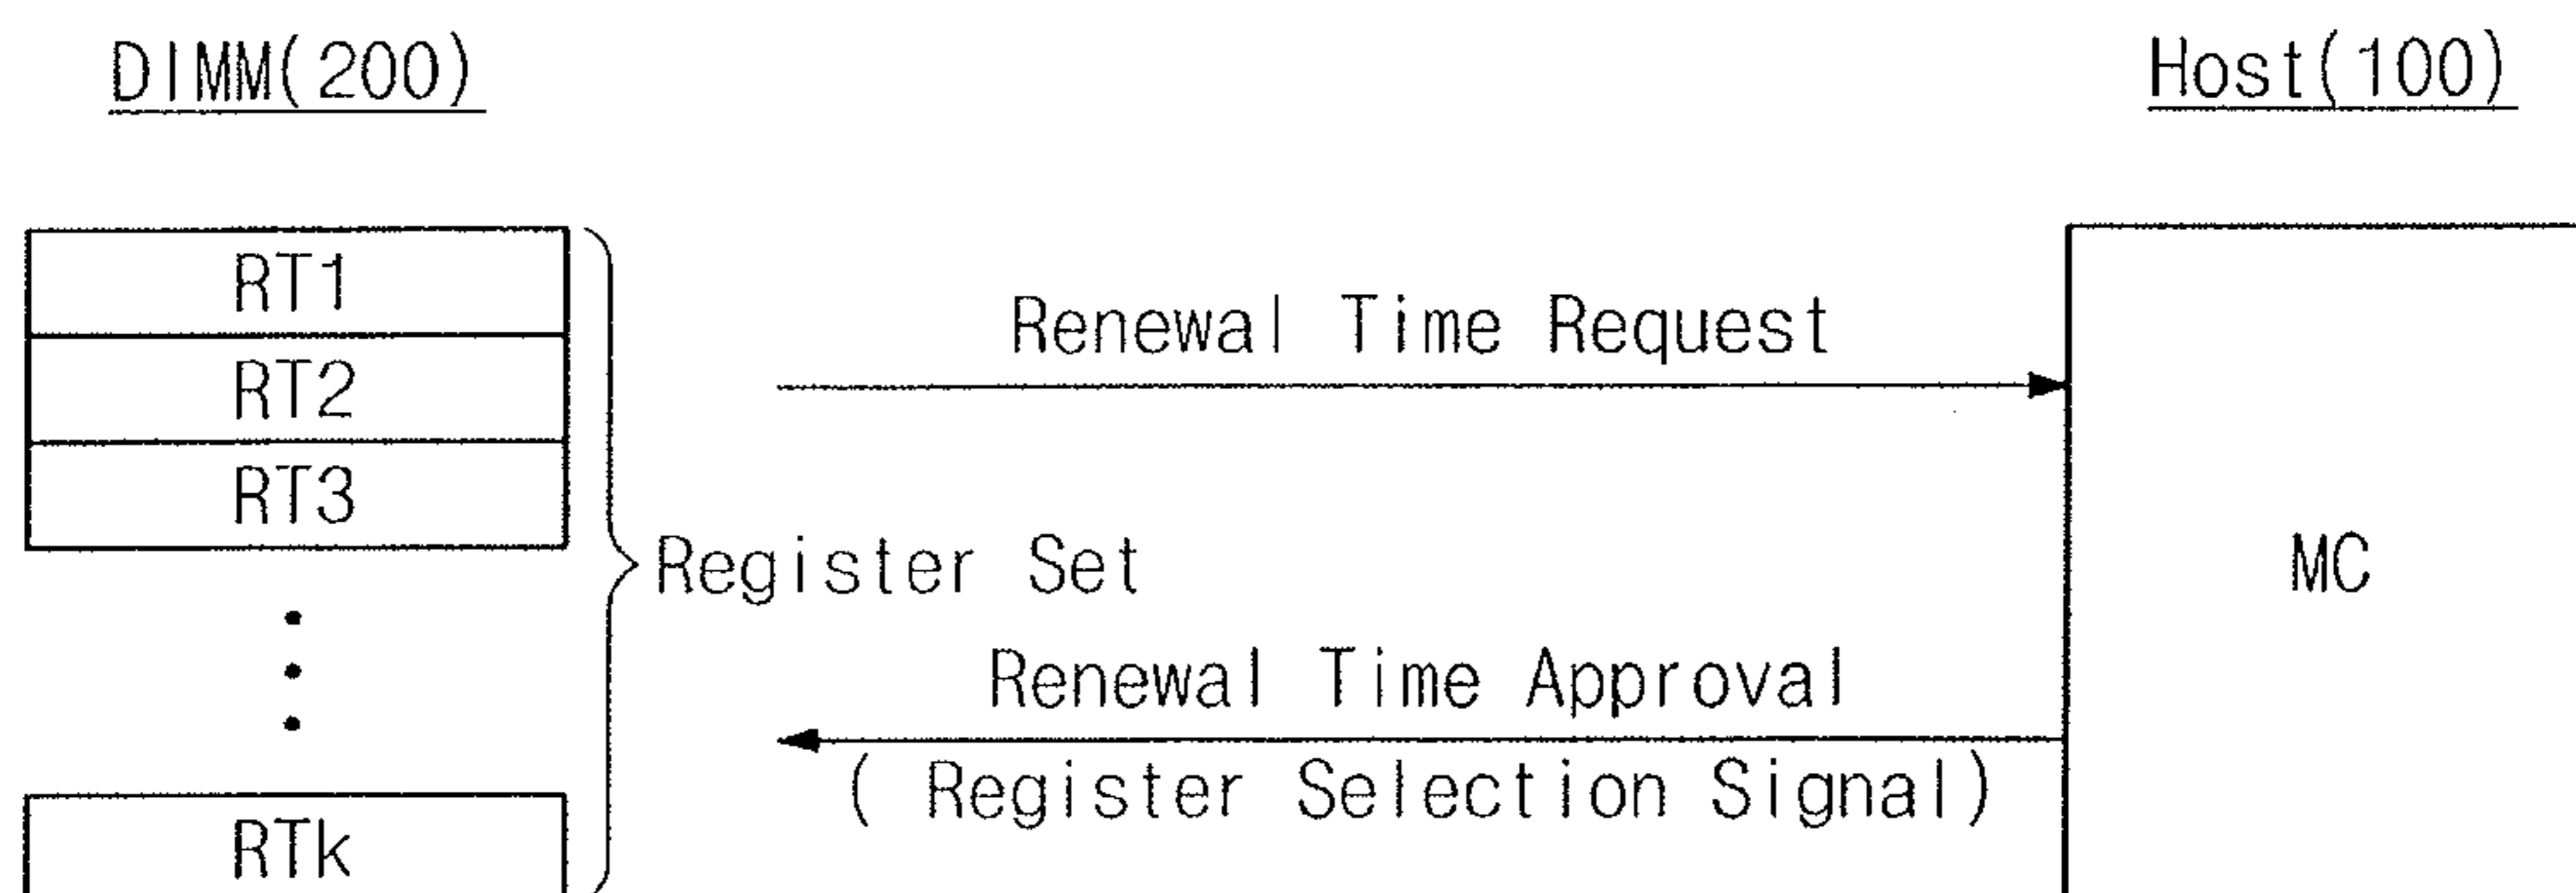 DIMM(200)
Host(100)
RT1
RT2
RT3
RTk
Register Set
Renewal Time Request
Renewal Time Approval
( Register Selection Signal)
MC